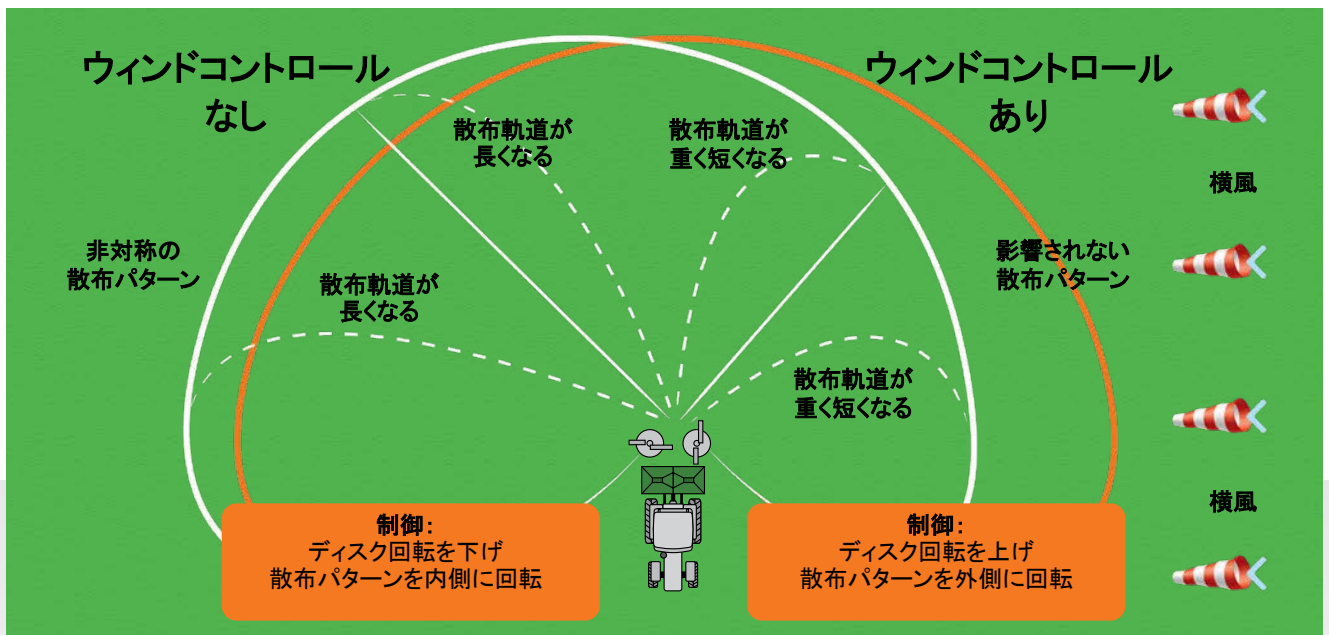 ウィンドコントロール
なし
ウィンドコントロール
あり
散布軌道が
長くなる
散布軌道が
重く短くなる
横風
非対称の
散布パターン
影響されない
散布パターン
散布軌道が
長くなる
散布軌道が
重く短くなる
横風
制御:
ディスク回転を下げ
散布パターンを内側に回転
制御:
ディスク回転を上げ
散布パターンを外側に回転